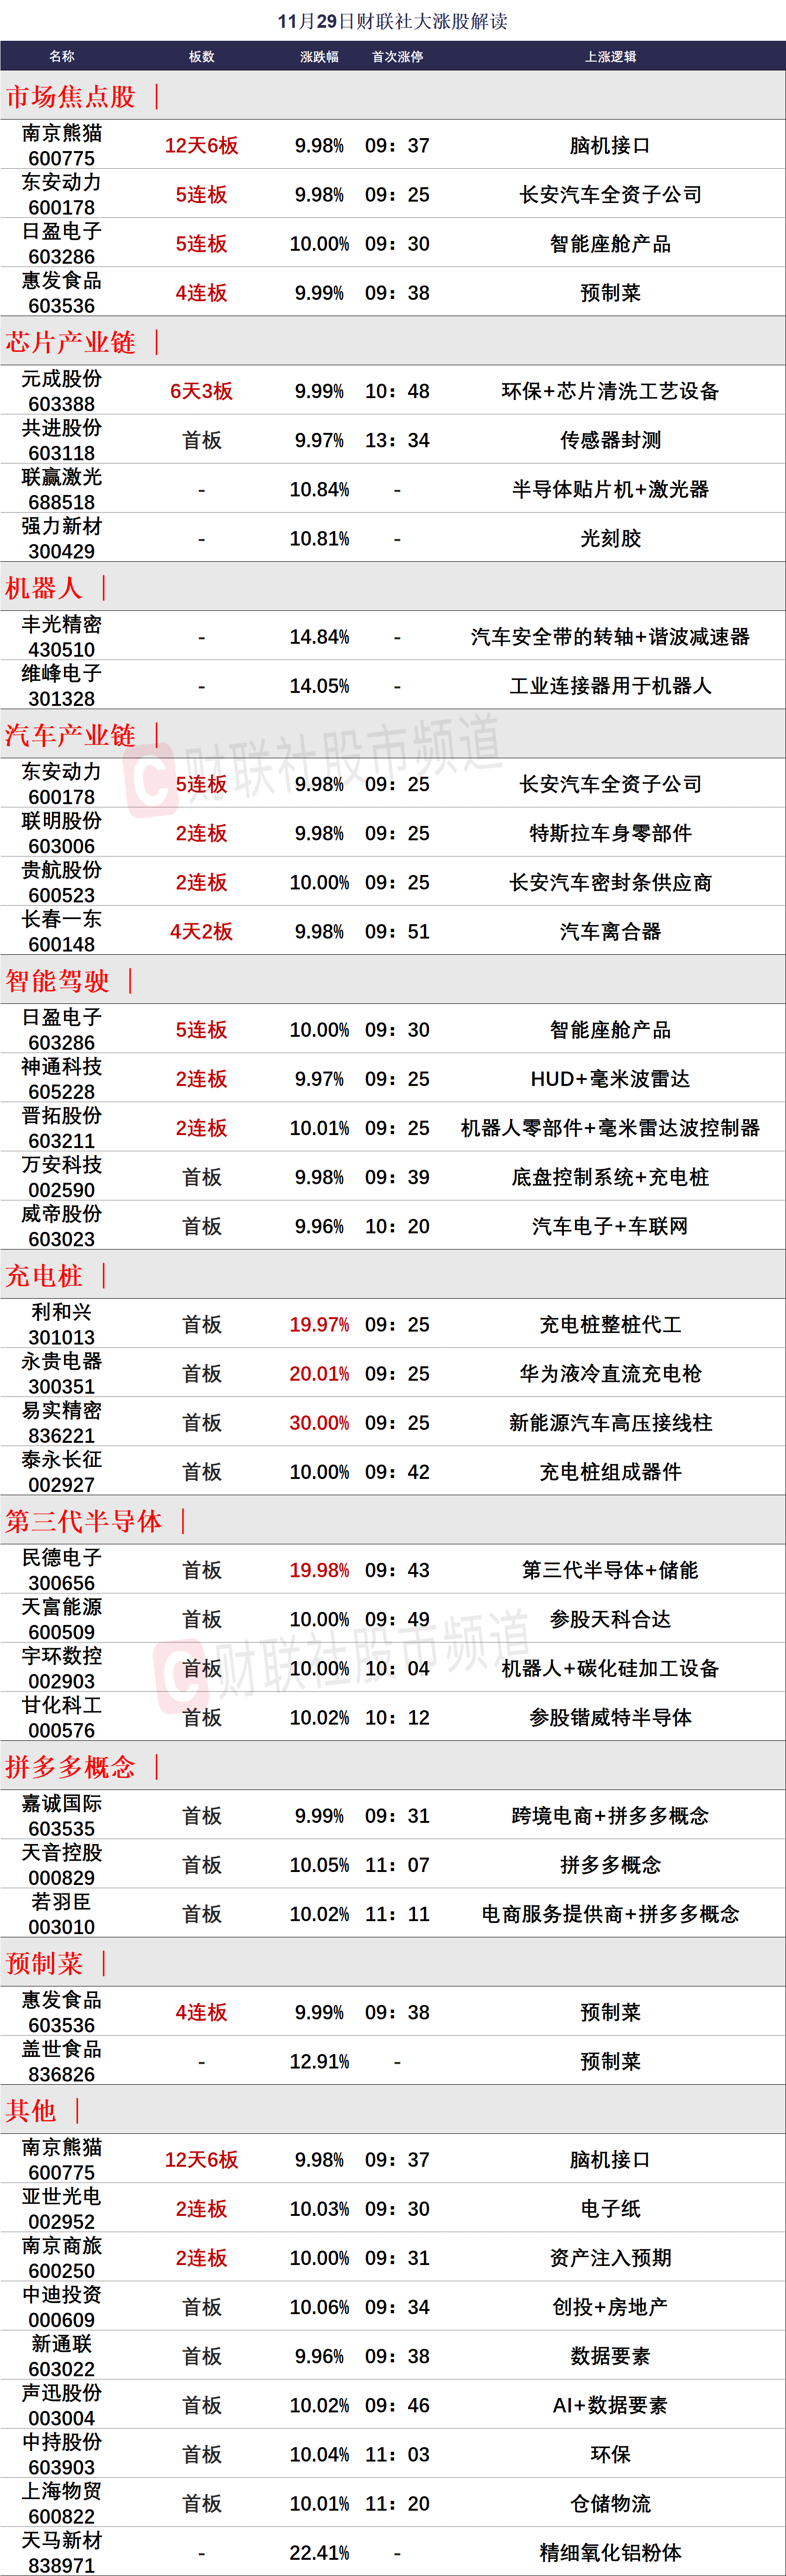 11月29日财联社大涨股解读
名称 板数 涨跌幅 首次涨停 上涨逻辑
市场焦点股 |
南京熊猫
600775 12天6板 9.98% 09：37 脑机接口
东安动力
600178 5连板 9.98% 09：25 长安汽车全资子公司
日盈电子
603286 5连板 10.00% 09：30 智能座舱产品
惠发食品
603536 4连板 9.99% 09：38 预制菜
芯片产业链 |
元成股份
603388 6天3板 9.99% 10：48 环保+芯片清洗工艺设备
共进股份
603118 首板 9.97% 13：34 传感器封测
联赢激光
688518 - 10.84% - 半导体贴片机+激光器
强力新材
300429 - 10.81% - 光刻胶
机器人 |
丰光精密
430510 - 14.84% - 汽车安全带的转轴+谐波减速器
维峰电子
301328 - 14.05% - 工业连接器用于机器人
汽车产业链 |
财联社股市频道
东安动力
600178 5连板 9.98% 09：25 长安汽车全资子公司
联明股份
603006 2连板 9.98% 09：25 特斯拉车身零部件
贵航股份
600523 2连板 10.00% 09：25 长安汽车密封条供应商
长春一东
600148 4天2板 9.98% 09：51 汽车离合器
智能驾驶 |
日盈电子
603286 5连板 10.00% 09：30 智能座舱产品
神通科技
605228 2连板 9.97% 09：25 HUD+毫米波雷达
晋拓股份
603211 2连板 10.01% 09：25 机器人零部件+毫米雷达波控制器
万安科技
002590 首板 9.98% 09：39 底盘控制系统+充电桩
威帝股份
603023 首板 9.96% 10：20 汽车电子+车联网
充电桩 |
利和兴
301013 首板 19.97% 09：25 充电桩整桩代工
永贵电器
300351 首板 20.01% 09：25 华为液冷直流充电枪
易实精密
836221 首板 30.00% 09：25 新能源汽车高压接线柱
泰永长征
002927 首板 10.00% 09：42 充电桩组成器件
第三代半导体 |
民德电子
300656 首板 19.98% 09：43 第三代半导体+储能
天富能源
600509 首板 10.00% 09：49 参股天科合达
财联社股市频道
宇环数控
002903 首板 10.00% 10：04 机器人+碳化硅加工设备
甘化科工
000576 首板 10.02% 10：12 参股锴威特半导体
拼多多概念 |
嘉诚国际
603535 首板 9.99% 09：31 跨境电商+拼多多概念
天音控股
000829 首板 10.05% 11：07 拼多多概念
若羽臣
003010 首板 10.02% 11：11 电商服务提供商+拼多多概念
预制菜 |
惠发食品
603536 4连板 9.99% 09：38 预制菜
盖世食品
836826 - 12.91% - 预制菜
其他 |
南京熊猫
600775 12天6板 9.98% 09：37 脑机接口
亚世光电
002952 2连板 10.03% 09：30 电子纸
南京商旅
600250 2连板 10.00% 09：31 资产注入预期
中迪投资
000609 首板 10.06% 09：34 创投+房地产
新通联
603022 首板 9.96% 09：38 数据要素
声迅股份
003004 首板 10.02% 09：46 AI+数据要素
中持股份
603903 首板 10.04% 11：03 环保
上海物贸
600822 首板 10.01% 11：20 仓储物流
天马新材
838971 - 22.41% - 精细氧化铝粉体